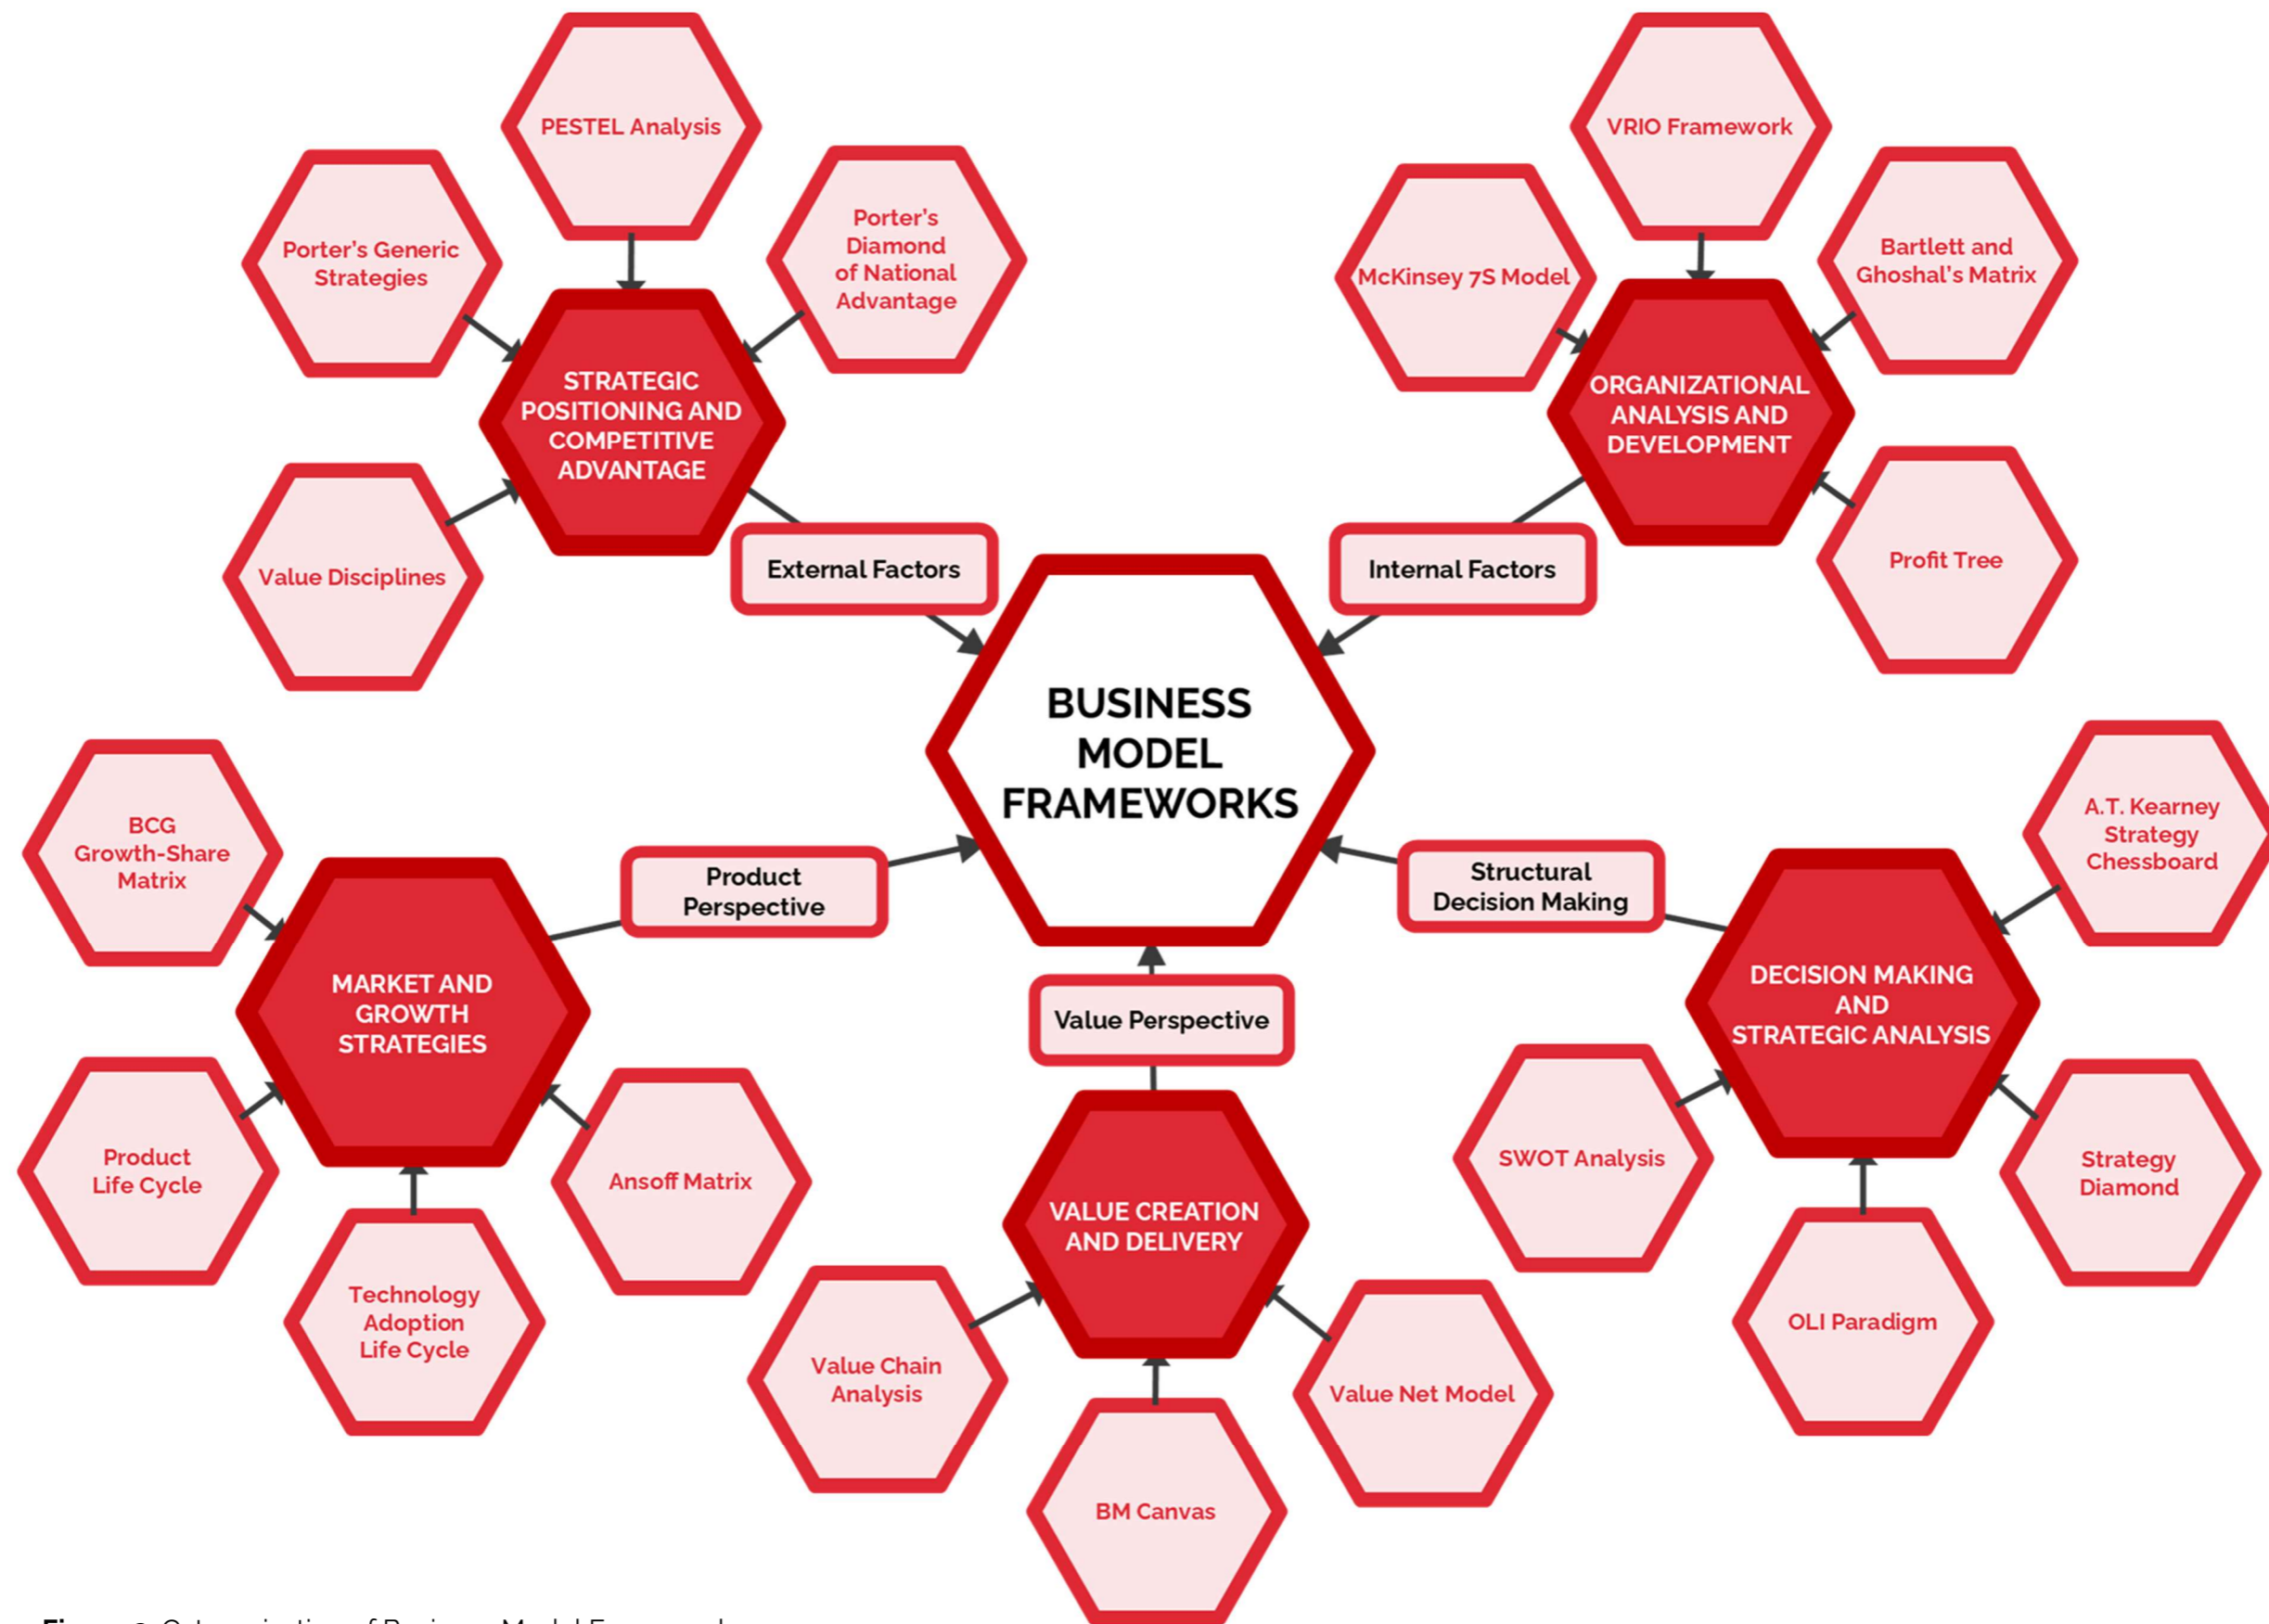 PESTEL Analysis
Porter's Generic
Strategies
Porter's
Diamond
of National
Advantage
STRATEGIC
POSITIONING AND
COMPETITIVE
ADVANTAGE
Value Disciplines
External Factors
VRIO Framework
McKinsey 7S Model
Bartlett and
Ghoshal's Matrix
ORGANIZATIONAL
ANALYSIS AND
DEVELOPMENT
Profit Tree
Internal Factors
BUSINESS
MODEL
FRAMEWORKS
BCG
Growth-Share
Matrix
Product
Perspective
MARKET AND
GROWTH
STRATEGIES
Product
Life Cycle
Technology
Adoption
Life Cycle
Ansoff Matrix
Value Perspective
VALUE CREATION
AND DELIVERY
Value Chain
Analysis
BM Canvas
Value Net Model
Structural
Decision Making
A.T. Kearney
Strategy
Chessboard
DECISION MAKING
AND
STRATEGIC ANALYSIS
SWOT Analysis
OLI Paradigm
Strategy
Diamond